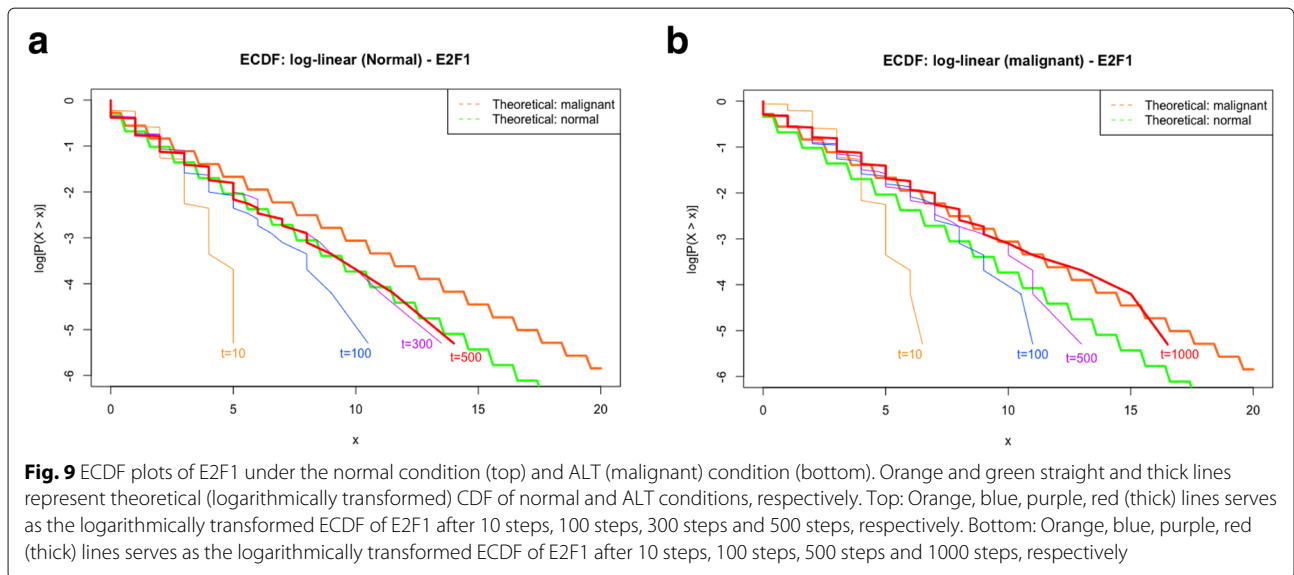 a
ECDF: log-linear (Normal) - E2F1
Theoretical: malignant
Theoretical: normal
log[P(X > x)]
0
-1
-2
-3
-4
-5
-6
t=10
t=100
t=300
t=500
0 5 10 15 20
x
b
ECDF: log-linear (malignant) - E2F1
Theoretical: malignant
Theoretical: normal
log[P(X > x)]
0
-1
-2
-3
-4
-5
-6
t=10
t=100
t=500
t=1000
0 5 10 15 20
x
Fig. 9 ECDF plots of E2F1 under the normal condition (top) and ALT (malignant) condition (bottom). Orange and green straight and thick lines
represent theoretical (logarithmically transformed) CDF of normal and ALT conditions, respectively. Top: Orange, blue, purple, red (thick) lines serves
as the logarithmically transformed ECDF of E2F1 after 10 steps, 100 steps, 300 steps and 500 steps, respectively. Bottom: Orange, blue, purple, red
(thick) lines serves as the logarithmically transformed ECDF of E2F1 after 10 steps, 100 steps, 500 steps and 1000 steps, respectively